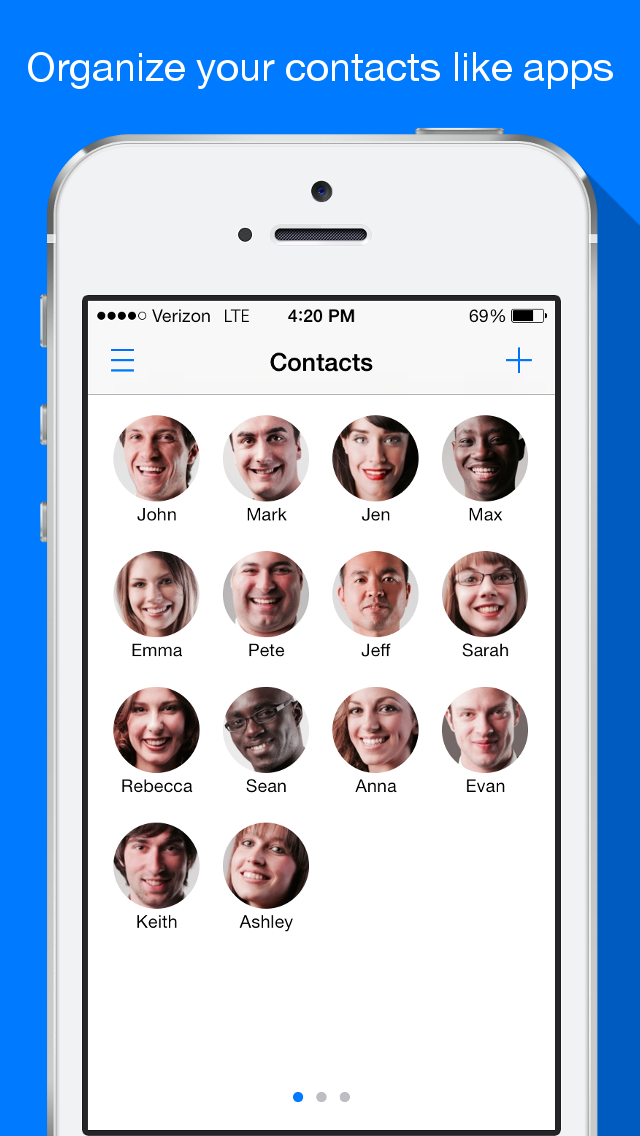 Organize your contacts like apps
Verizon LTE 4:20 PM 69%
Contacts
John Mark Jen Max
Emma Pete Jeff Sarah
Rebecca Sean Anna Evan
Keith Ashley